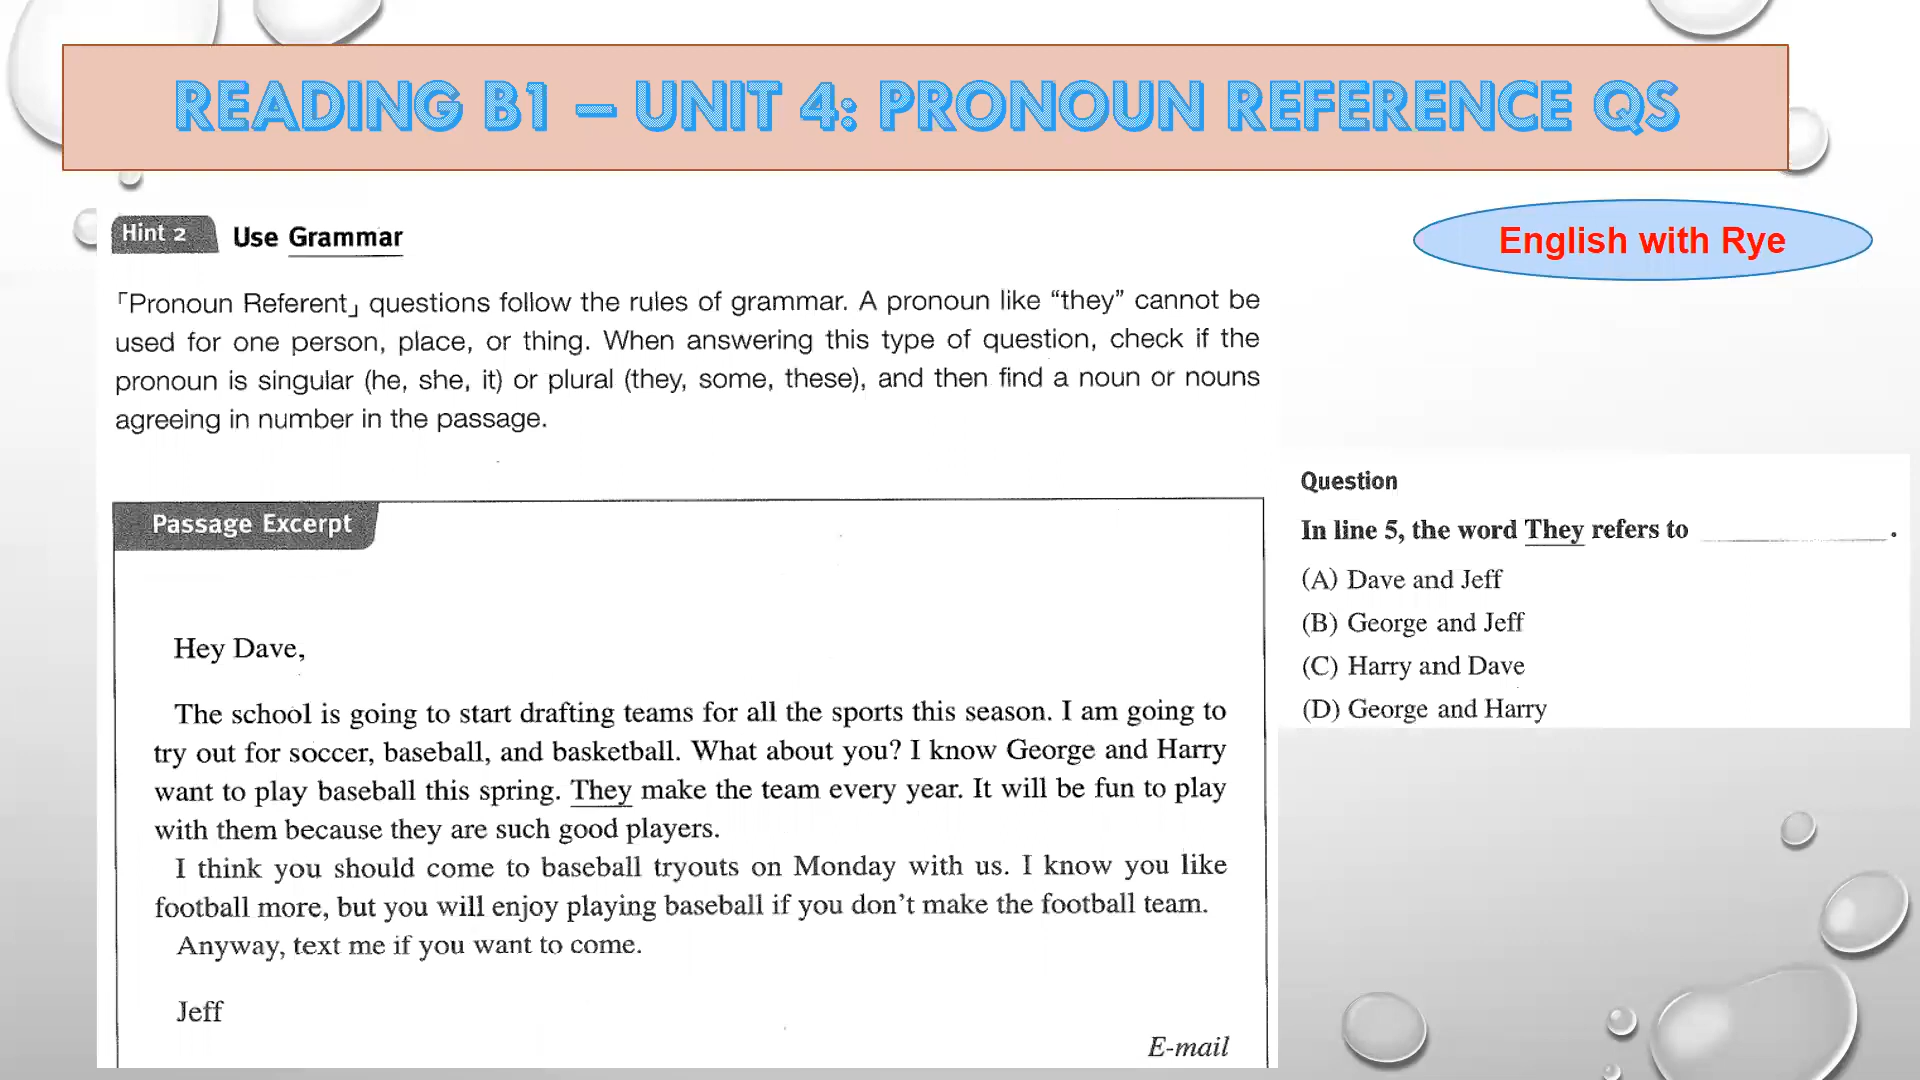 READING B1 – UNIT 4: PRONOUN REFERENCE QS
English with Rye
Hint 2 Use Grammar
「Pronoun Referent」 questions follow the rules of grammar. A pronoun like “they” cannot be
used for one person, place, or thing. When answering this type of question, check if the
pronoun is singular (he, she, it) or plural (they, some, these), and then find a noun or nouns
agreeing in number in the passage.
Passage Excerpt
Hey Dave,
The school is going to start drafting teams for all the sports this season. I am going to
try out for soccer, baseball, and basketball. What about you? I know George and Harry
want to play baseball this spring. They make the team every year. It will be fun to play
with them because they are such good players.
I think you should come to baseball tryouts on Monday with us. I know you like
football more, but you will enjoy playing baseball if you don’t make the football team.
Anyway, text me if you want to come.
Jeff
E-mail
Question
In line 5, the word They refers to ____________.
(A) Dave and Jeff
(B) George and Jeff
(C) Harry and Dave
(D) George and Harry